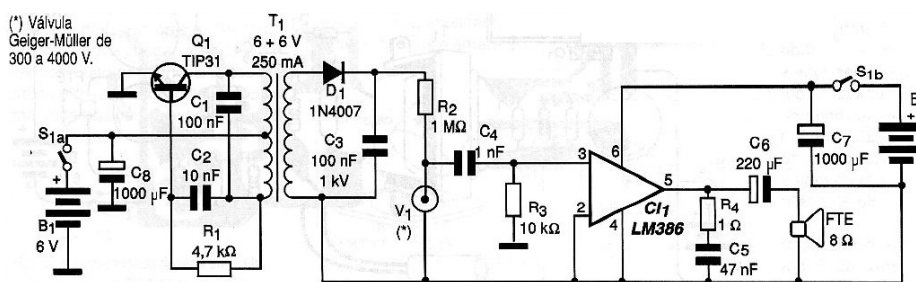 (*) Válvula
Geiger-Müller de
300 a 4000 V.
Q1
TIP31
T1
6 + 6 V
250 mA
C1
100 nF
D1
1N4007
R2
1 MΩ
S1a
+
B1
6 V
C8
1000 µF
C2
10 nF
R1
4,7 kΩ
C3
100 nF
1 kV
C4
1 nF
V1
(*)
R3
10 kΩ
3
6
2
5
4
CI1
LM386
R4
1 Ω
C5
47 nF
C6
220 µF
FTE
8 Ω
C7
1000 µF
S1b
+